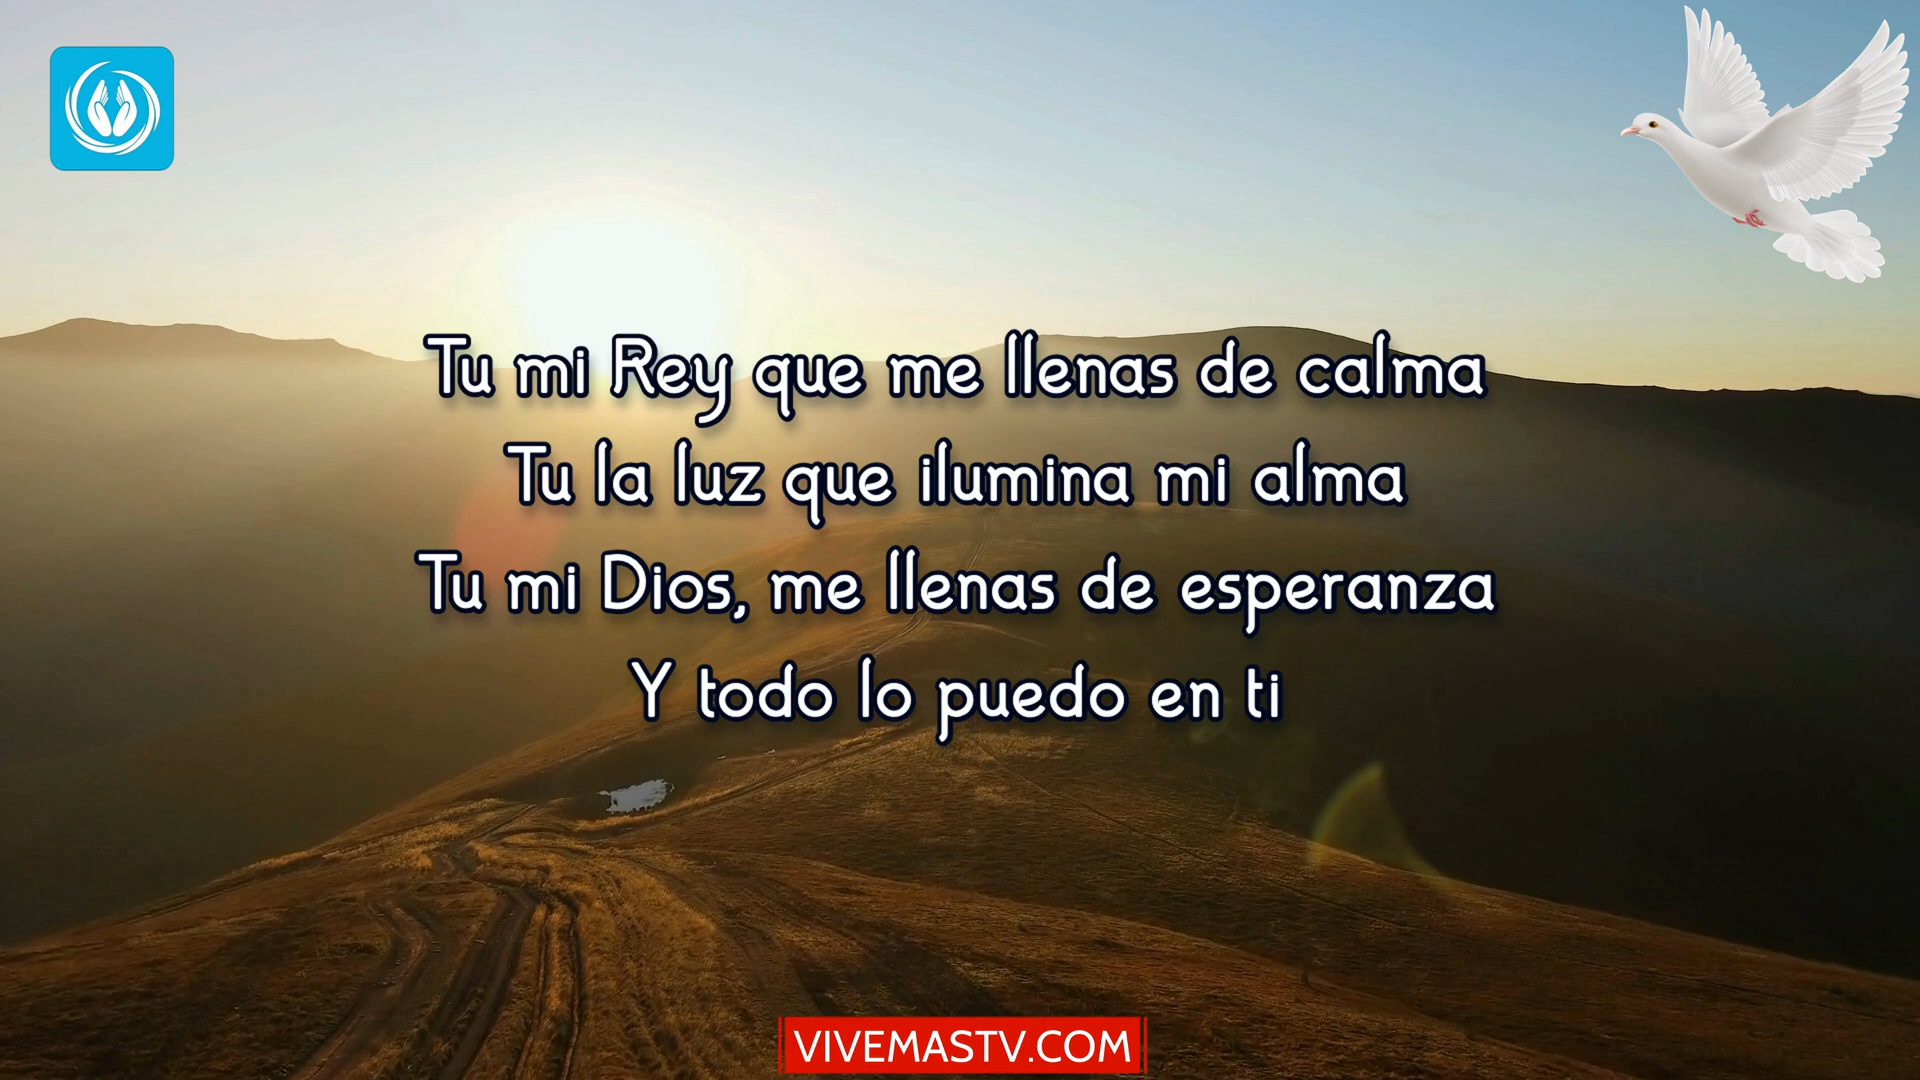 Tu mi Rey que me llenas de calma
Tu la luz que ilumina mi alma
Tu mi Dios, me llenas de esperanza
Y todo lo puedo en ti
VIVEMASTV.COM